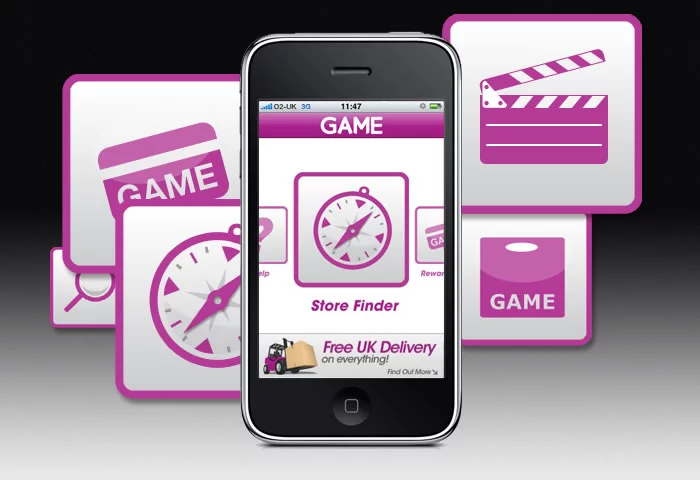 O2-UK 3G 11:47
GAME
GAME
GAME
elp
Rewar
Store Finder
GAME
Free UK Delivery
on everything!
Find Out More